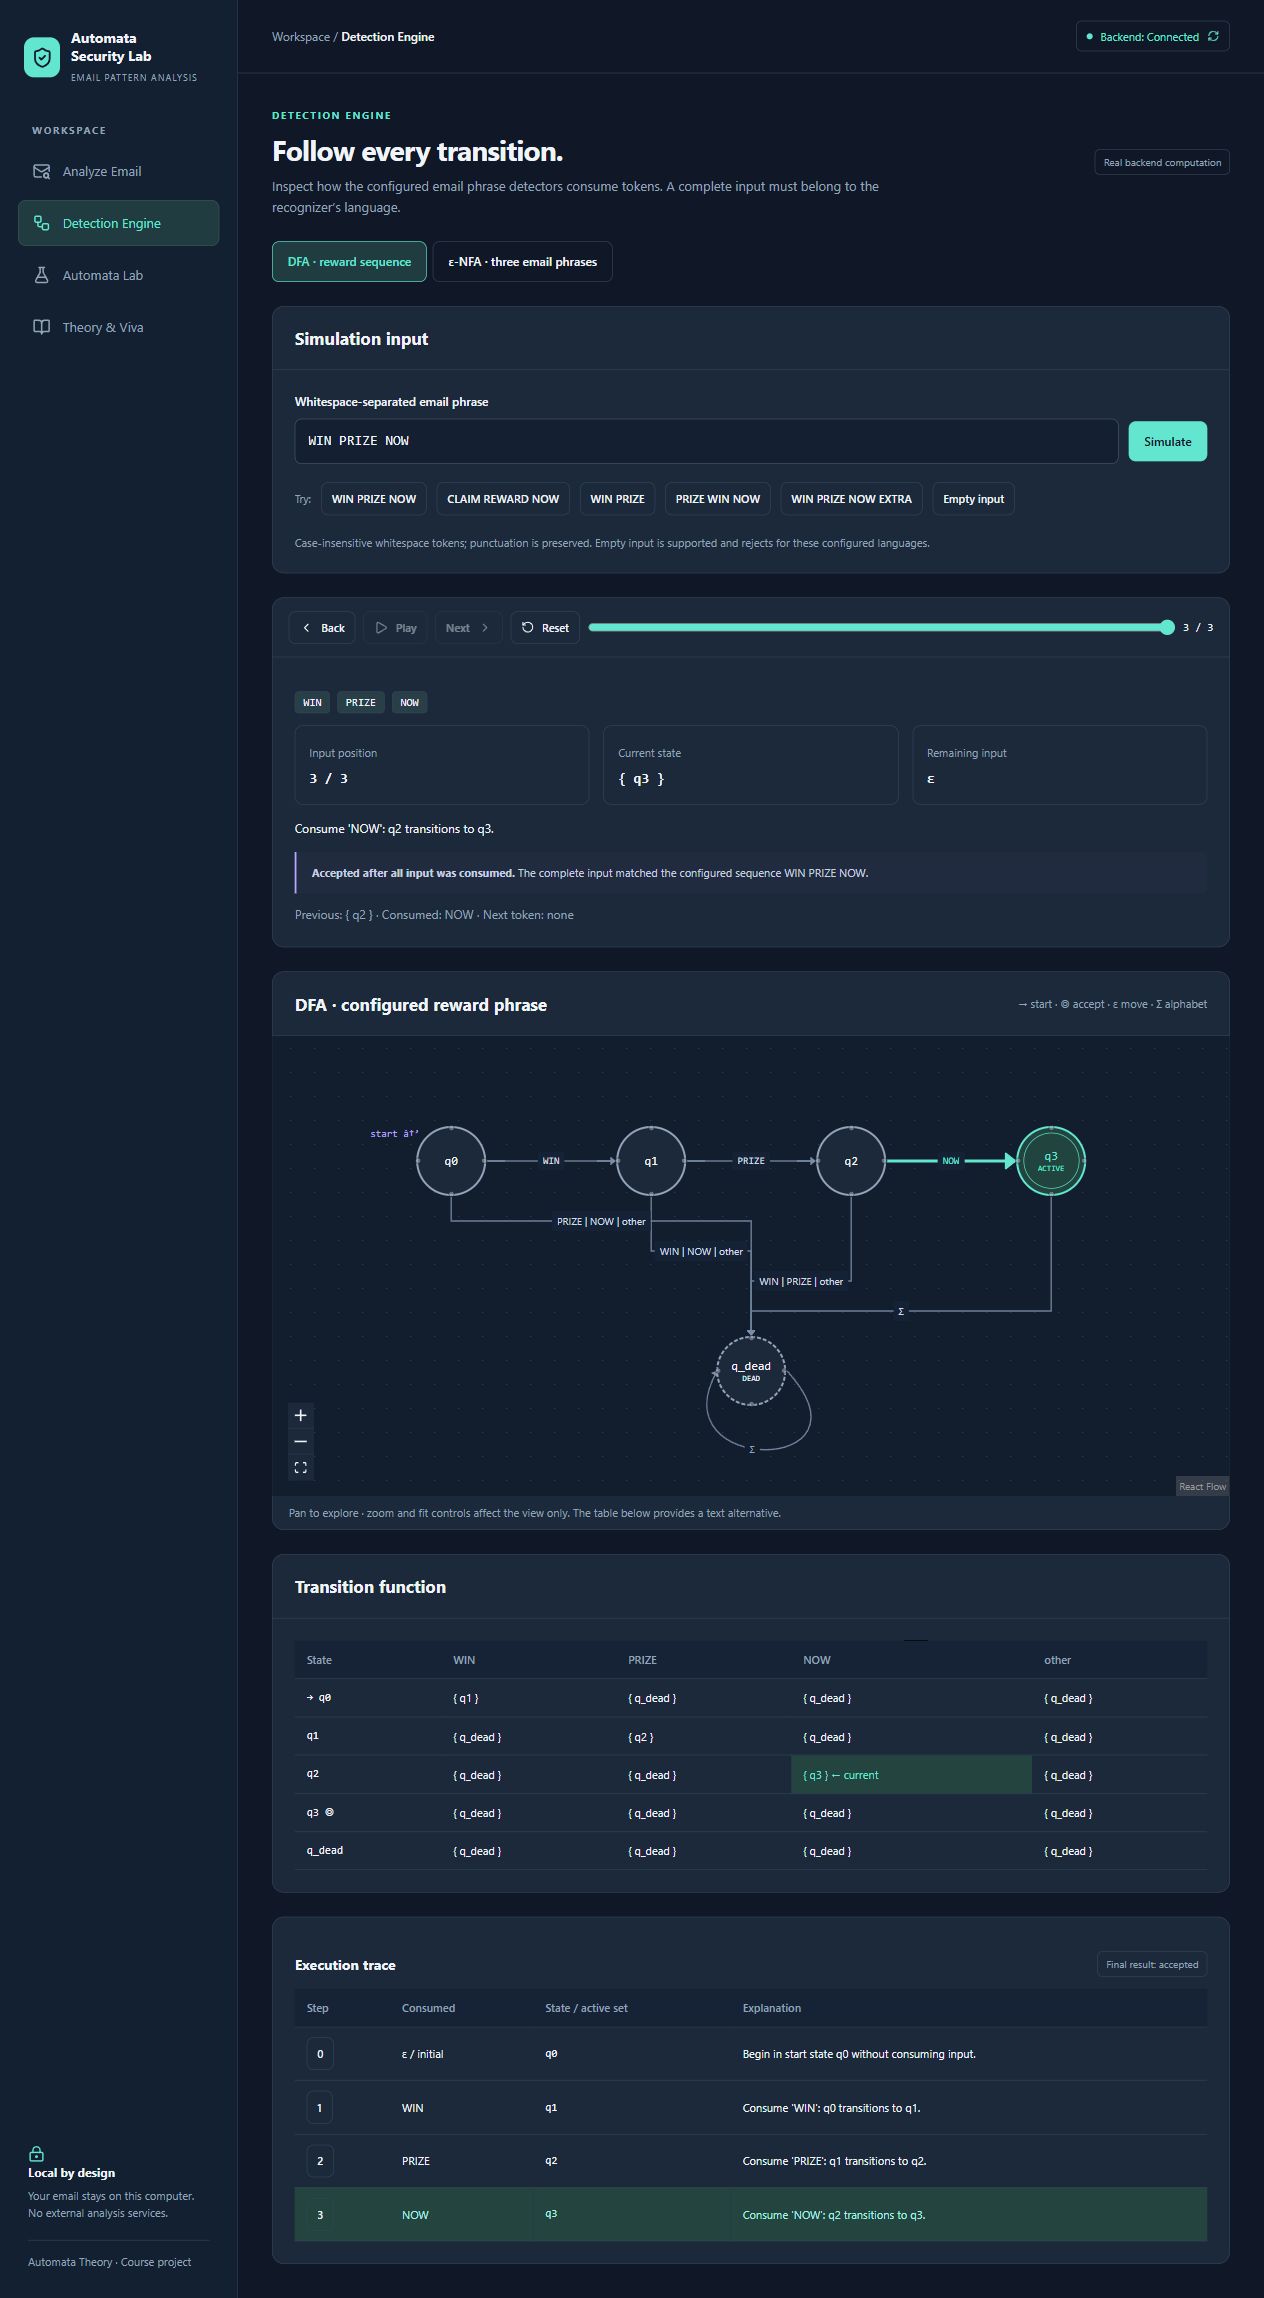 Automata
Security Lab
EMAIL PATTERN ANALYSIS
WORKSPACE
Analyze Email
Detection Engine
Automata Lab
Theory & Viva
Local by design
Your email stays on this computer.
No external analysis services.
Automata Theory · Course project
Workspace / Detection Engine
Backend: Connected
DETECTION ENGINE
Follow every transition.
Real backend computation
Inspect how the configured email phrase detectors consume tokens. A complete input must belong to the
recognizer's language.
DFA · reward sequence
ε-NFA · three email phrases
Simulation input
Whitespace-separated email phrase
WIN PRIZE NOW
Simulate
Try: WIN PRIZE NOW CLAIM REWARD NOW WIN PRIZE PRIZE WIN NOW WIN PRIZE NOW EXTRA Empty input
Case-insensitive whitespace tokens; punctuation is preserved. Empty input is supported and rejects for these configured languages.
Back Play Next Reset 3 / 3
WIN PRIZE NOW
Input position Current state Remaining input
3 / 3 { q3 } ε
Consume 'NOW': q2 transitions to q3.
Accepted after all input was consumed. The complete input matched the configured sequence WIN PRIZE NOW.
Previous: { q2 } · Consumed: NOW · Next token: none
DFA · configured reward phrase
→ start · ◎ accept · ε move · Σ alphabet
start â†’
q0 WIN q1 PRIZE q2 NOW q3
ACTIVE
PRIZE | NOW | other
WIN | NOW | other
WIN | PRIZE | other
Σ
q_dead
DEAD
Σ
React Flow
Pan to explore · zoom and fit controls affect the view only. The table below provides a text alternative.
Transition function
State WIN PRIZE NOW other
→ q0 { q1 } { q_dead } { q_dead } { q_dead }
q1 { q_dead } { q2 } { q_dead } { q_dead }
q2 { q_dead } { q_dead } { q3 } ← current { q_dead }
q3 ◎ { q_dead } { q_dead } { q_dead } { q_dead }
q_dead { q_dead } { q_dead } { q_dead } { q_dead }
Execution trace
Final result: accepted
Step Consumed State / active set Explanation
0 ε / initial q0 Begin in start state q0 without consuming input.
1 WIN q1 Consume 'WIN': q0 transitions to q1.
2 PRIZE q2 Consume 'PRIZE': q1 transitions to q2.
3 NOW q3 Consume 'NOW': q2 transitions to q3.